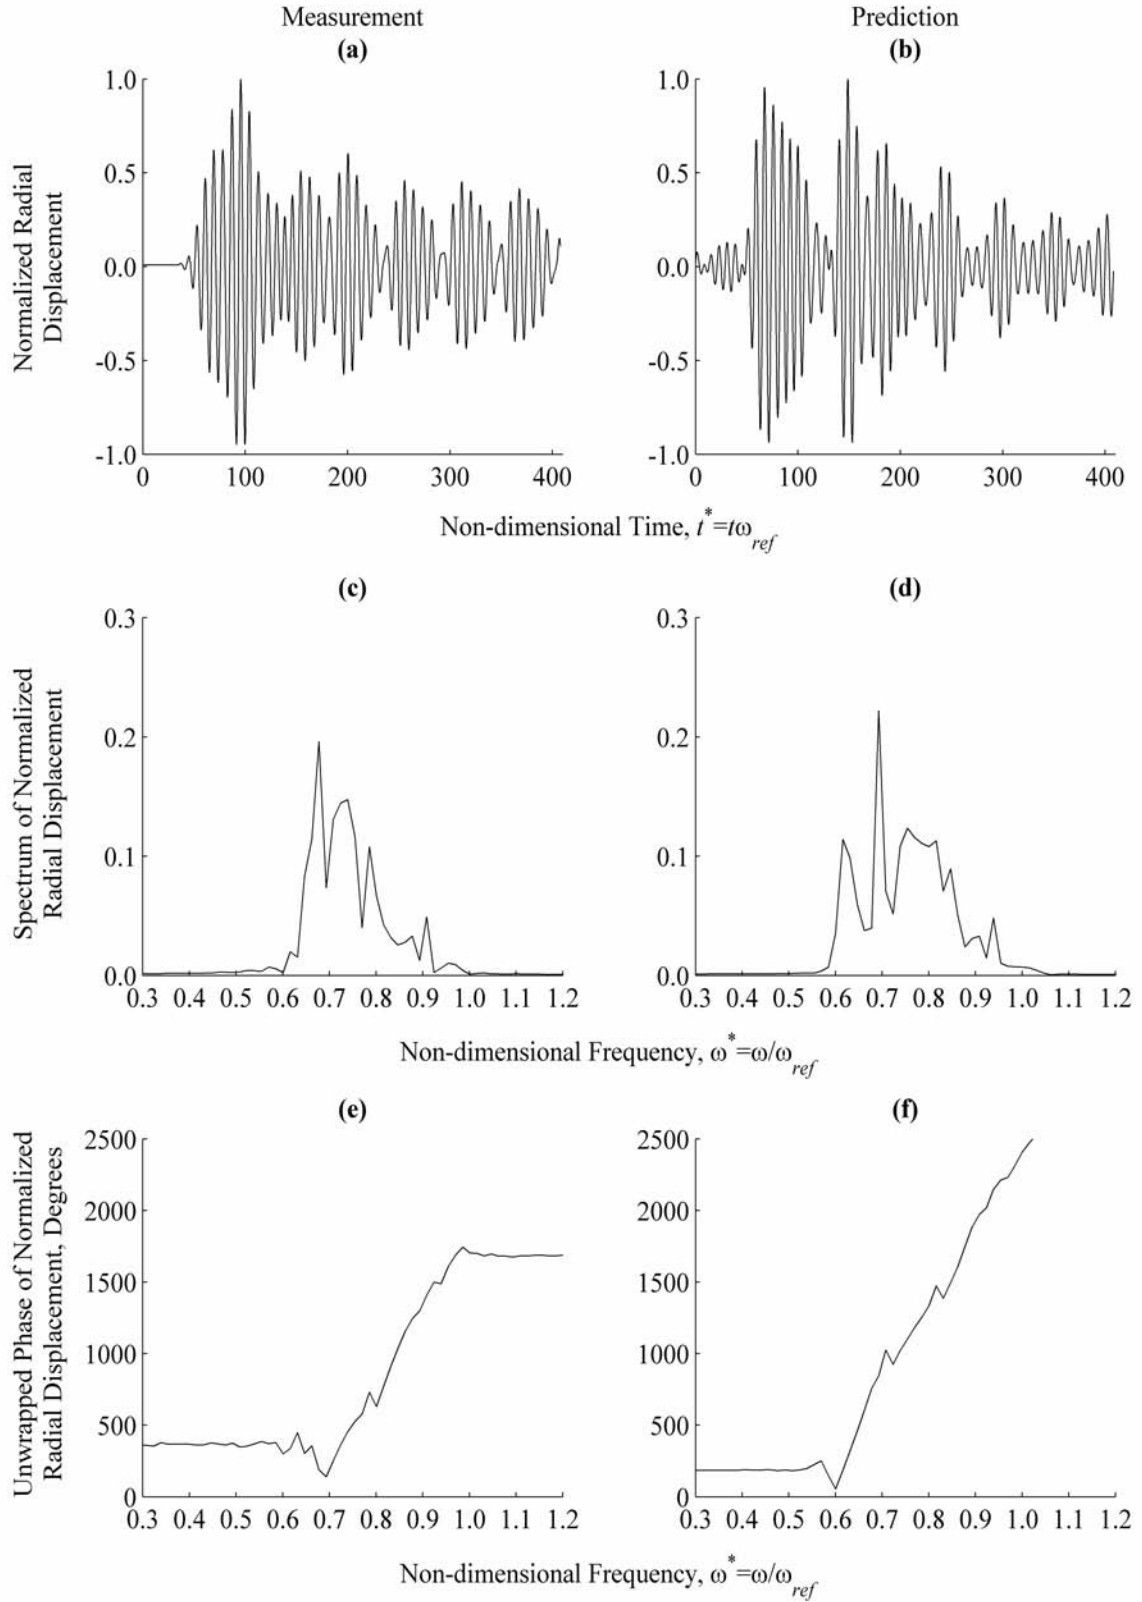 Measurement
Prediction
(a)
(b)
Normalized Radial
Displacement
1.0
0.5
0.0
-0.5
-1.0
0 100 200 300 400
1.0
0.5
0.0
-0.5
-1.0
0 100 200 300 400
Non-dimensional Time, t*=tω_ref
(c)
(d)
Spectrum of Normalized
Radial Displacement
0.3
0.2
0.1
0.0
0.3 0.4 0.5 0.6 0.7 0.8 0.9 1.0 1.1 1.2
0.3
0.2
0.1
0.0
0.3 0.4 0.5 0.6 0.7 0.8 0.9 1.0 1.1 1.2
Non-dimensional Frequency, ω*=ω/ω_ref
(e)
(f)
Unwrapped Phase of Normalized
Radial Displacement, Degrees
2500
2000
1500
1000
500
0
0.3 0.4 0.5 0.6 0.7 0.8 0.9 1.0 1.1 1.2
2500
2000
1500
1000
500
0
0.3 0.4 0.5 0.6 0.7 0.8 0.9 1.0 1.1 1.2
Non-dimensional Frequency, ω*=ω/ω_ref